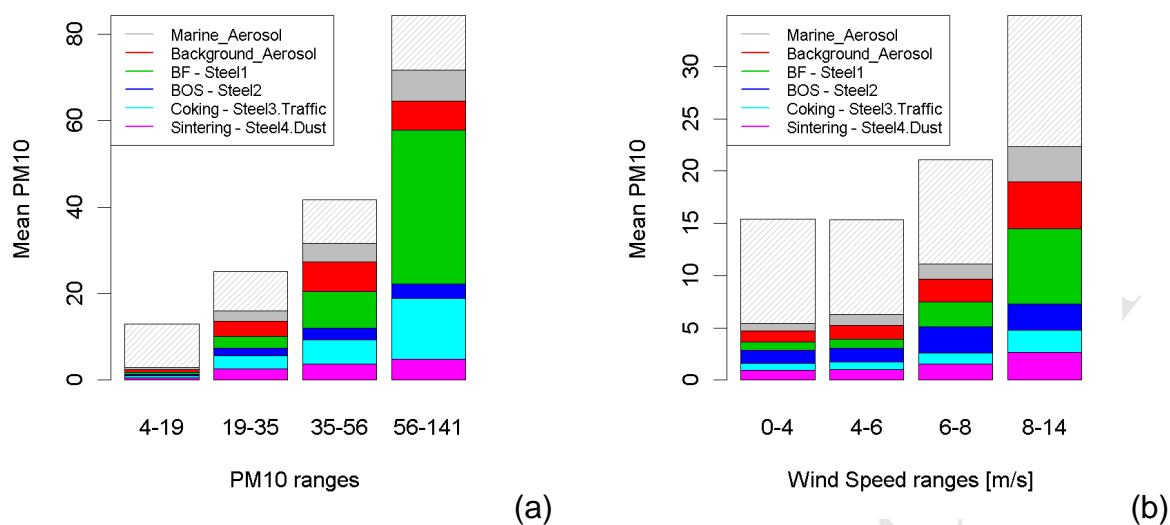 Mean PM10
80
60
40
20
0
Marine_Aerosol
Background_Aerosol
BF - Steel1
BOS - Steel2
Coking - Steel3.Traffic
Sintering - Steel4.Dust
4-19 19-35 35-56 56-141
PM10 ranges
(a)
Mean PM10
30
25
20
15
10
5
0
Marine_Aerosol
Background_Aerosol
BF - Steel1
BOS - Steel2
Coking - Steel3.Traffic
Sintering - Steel4.Dust
0-4 4-6 6-8 8-14
Wind Speed ranges [m/s]
(b)